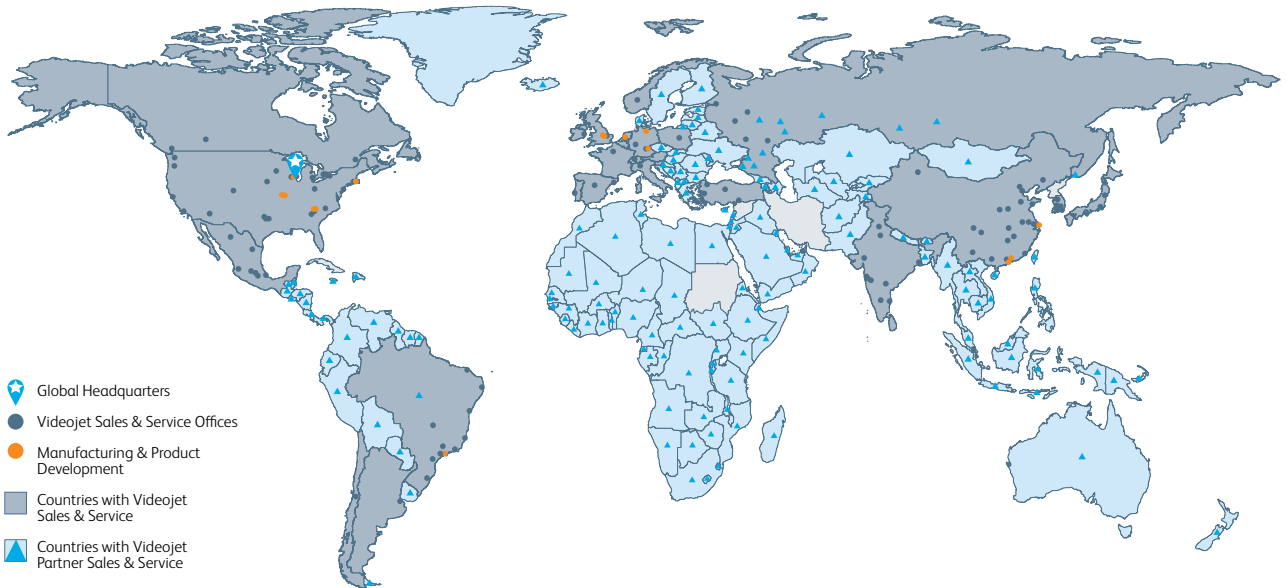 Global Headquarters
Videojet Sales & Service Offices
Manufacturing & Product
Development
Countries with Videojet
Sales & Service
Countries with Videojet
Partner Sales & Service